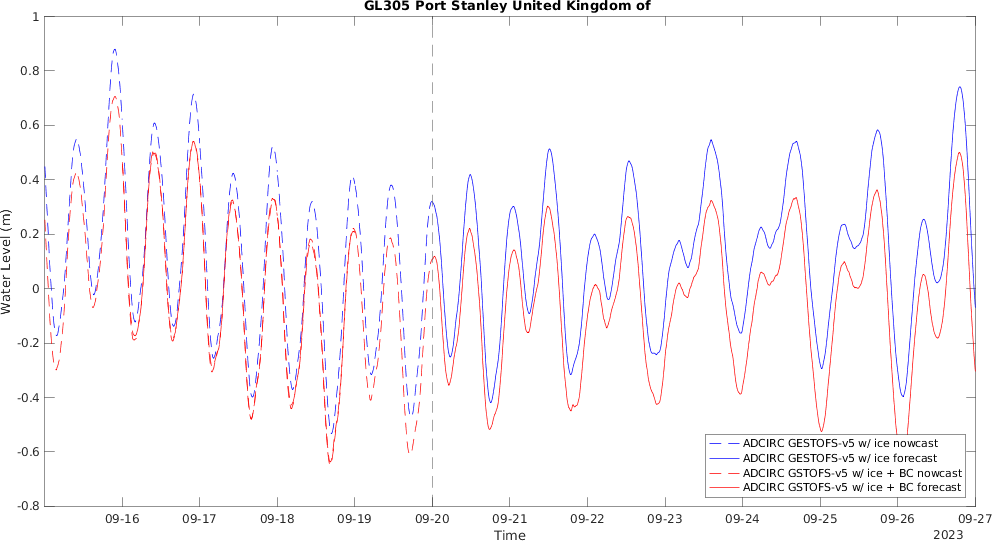 GL305 Port Stanley United Kingdom of
Water Level (m)
1
0.8
0.6
0.4
0.2
0
-0.2
-0.4
-0.6
-0.8
ADCIRC GESTOFS-v5 w/ ice nowcast
ADCIRC GESTOFS-v5 w/ ice forecast
ADCIRC GSTOFS-v5 w/ ice + BC nowcast
ADCIRC GSTOFS-v5 w/ ice + BC forecast
09-16 09-17 09-18 09-19 09-20 09-21 09-22 09-23 09-24 09-25 09-26 09-27
Time
2023